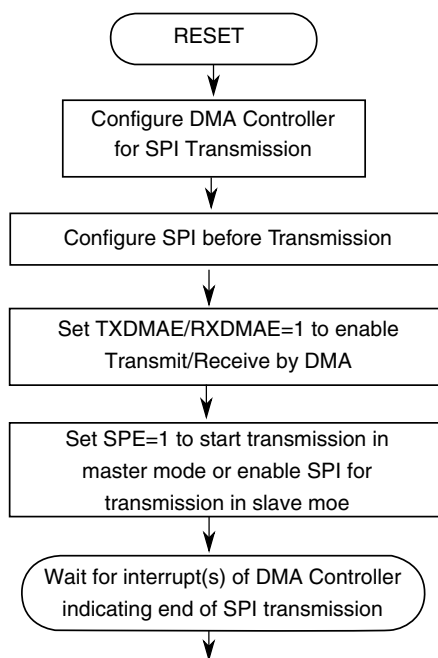 RESET
Configure DMA Controller
for SPI Transmission
Configure SPI before Transmission
Set TXDMAE/RXDMAE=1 to enable
Transmit/Receive by DMA
Set SPE=1 to start transmission in
master mode or enable SPI for
transmission in slave moe
Wait for interrupt(s) of DMA Controller
indicating end of SPI transmission